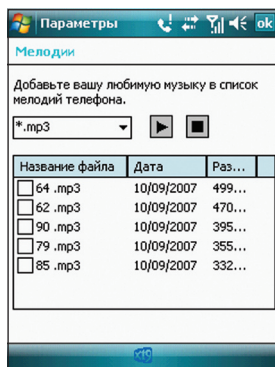 Параметры ok
Мелодии
Добавьте вашу любимую музыку в список
мелодий телефона.
*.mp3
Название файла Дата Раз...
64 .mp3 10/09/2007 499...
62 .mp3 10/09/2007 470...
90 .mp3 10/09/2007 395...
79 .mp3 10/09/2007 355...
85 .mp3 10/09/2007 332...